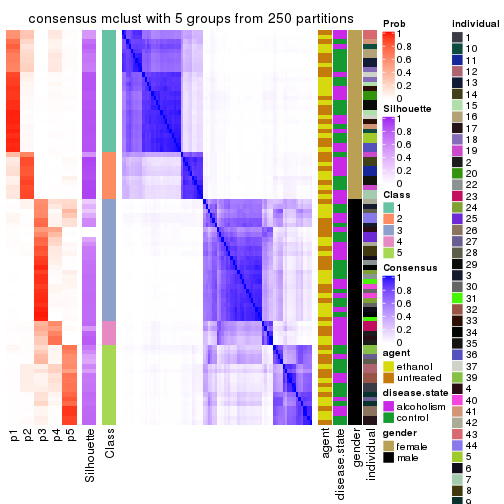 consensus mclust with 5 groups from 250 partitions
Prob
1
0.8
0.6
0.4
0.2
0
Silhouette
1
0.8
0.6
0.4
0.2
0
Class
1
2
3
4
5
Consensus
1
0.8
0.6
0.4
0.2
0
agent
ethanol
untreated
disease.state
alcoholism
control
gender
female
male
individual
1
10
11
12
13
14
15
16
17
18
19
2
20
22
23
24
25
26
27
28
29
3
30
31
32
33
34
35
36
37
39
4
40
41
42
43
44
5
6
7
8
9
p1
p2
p3
p4
p5
Silhouette
Class
agent
disease.state
gender
individual